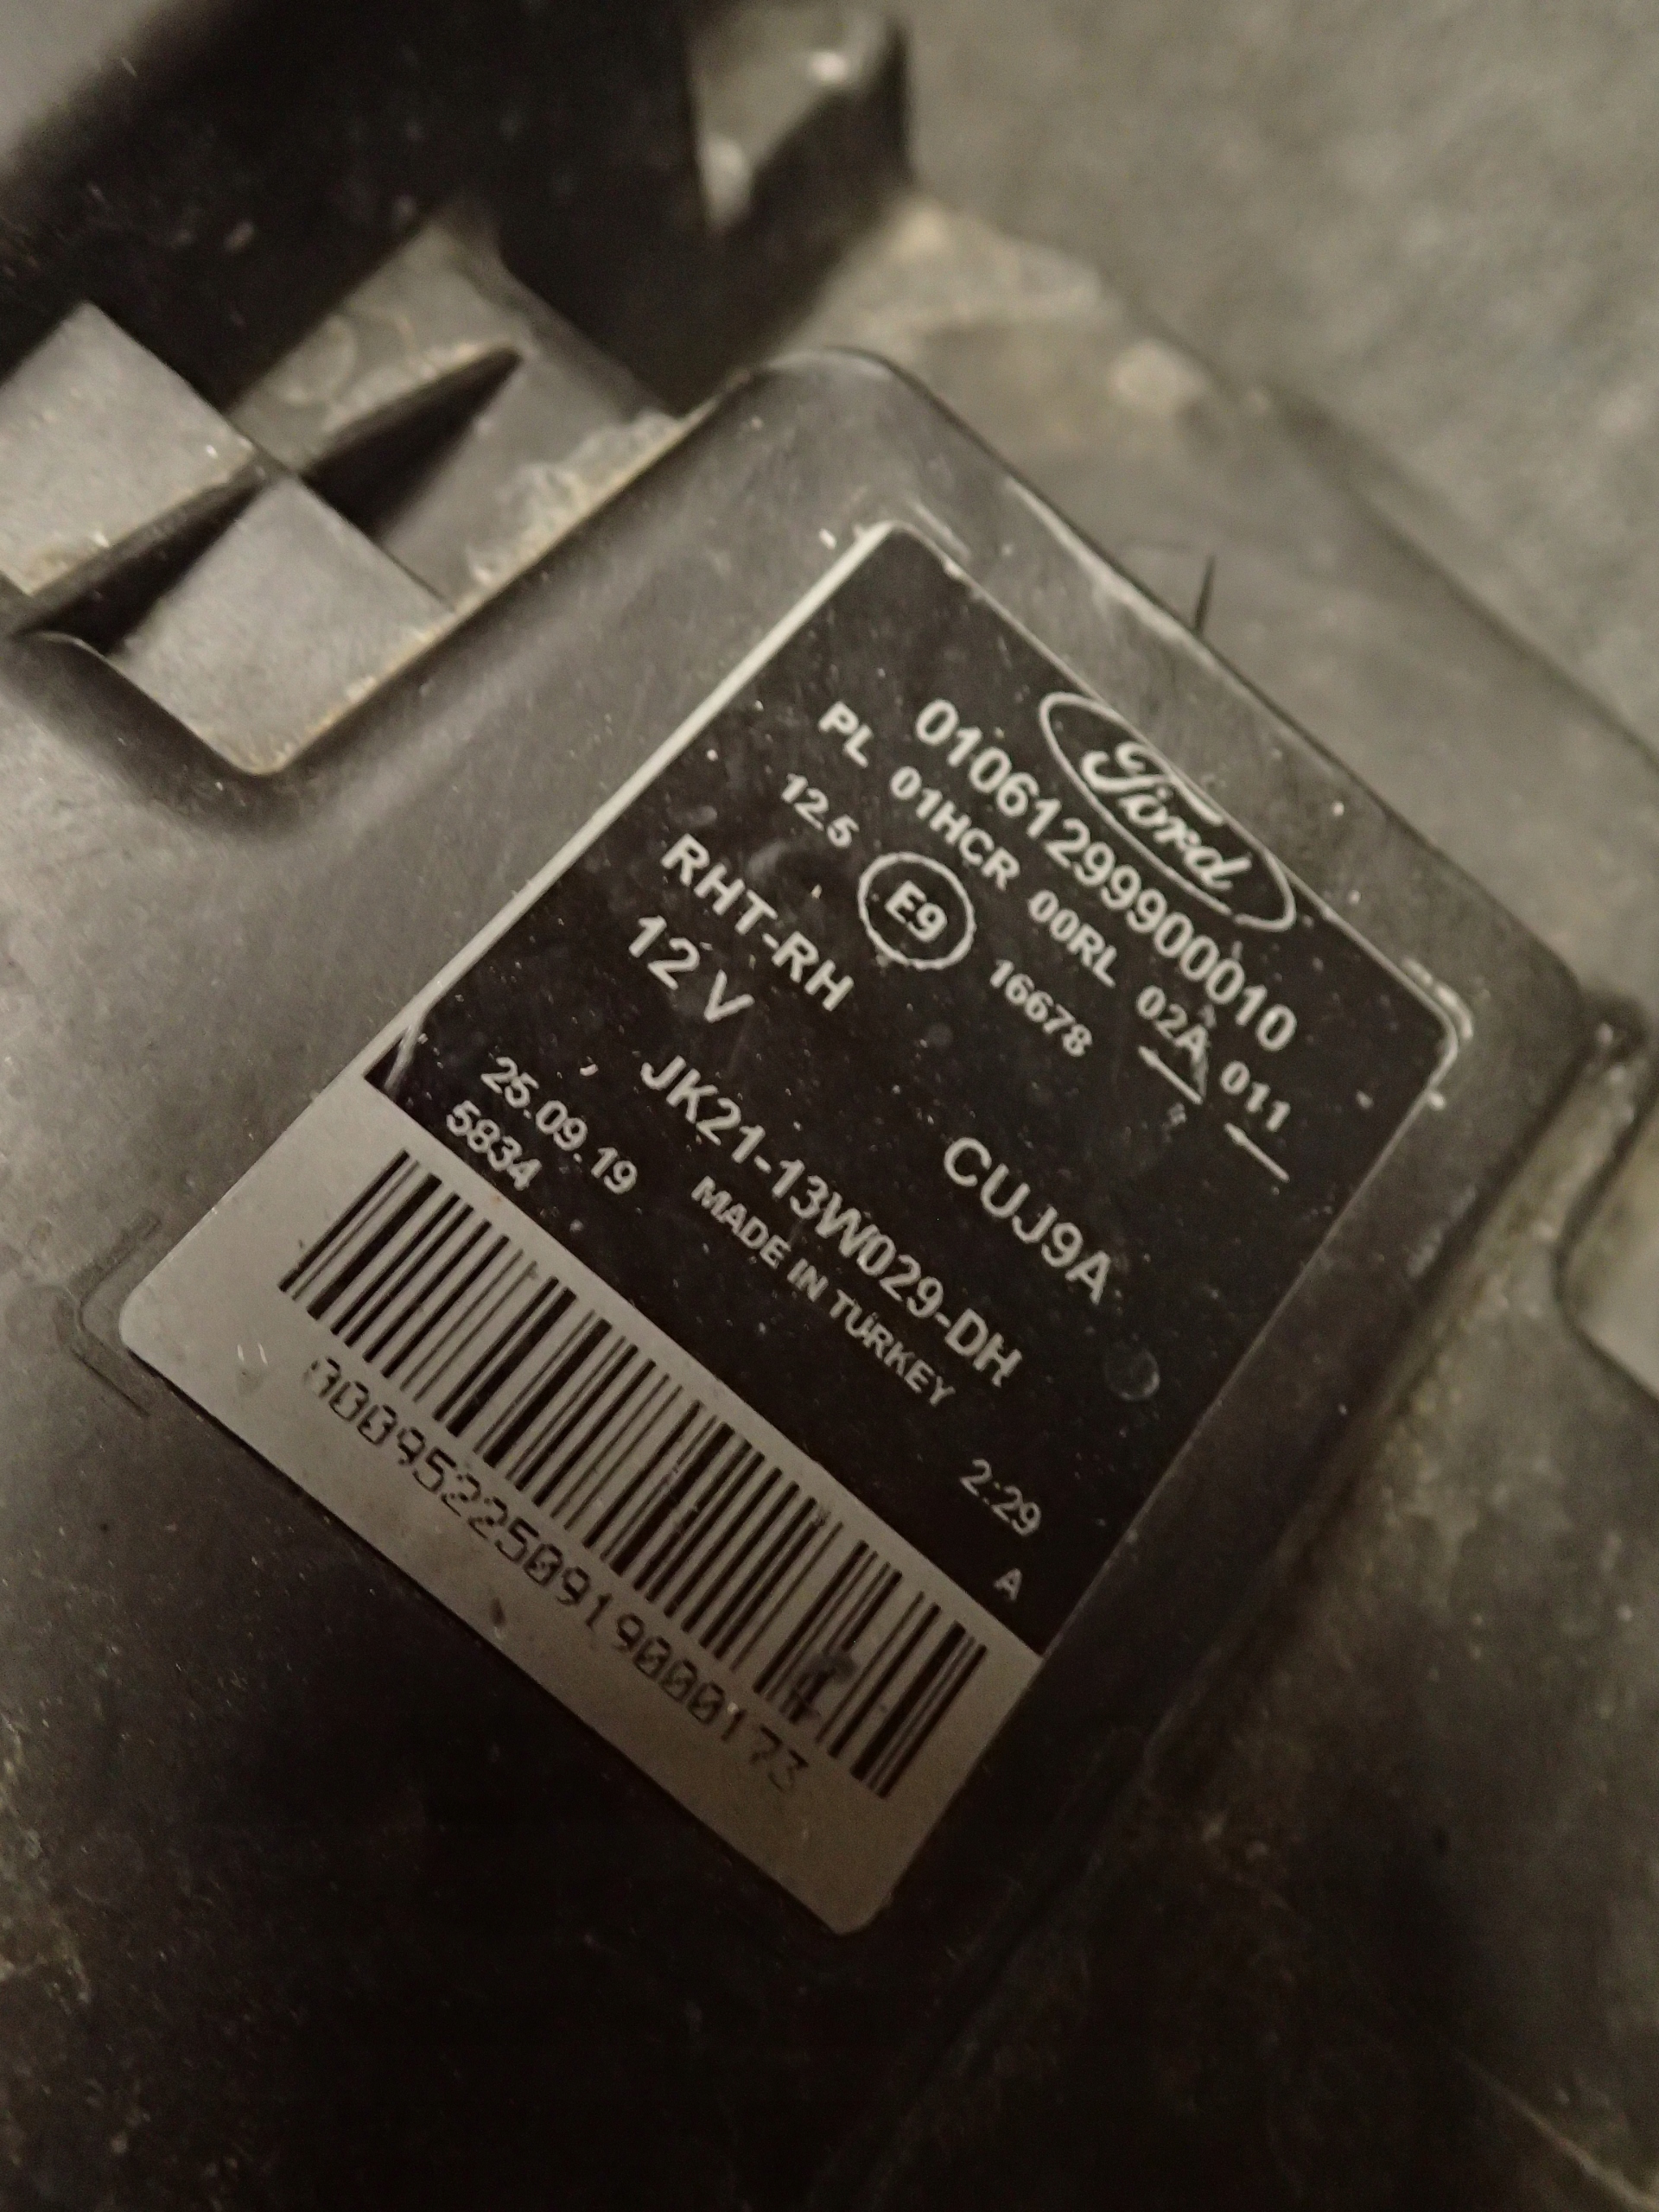 Ford
01061299900010
PL 01HCR 00RL 02A 011
12.5 E9 16678
RHT-RH CUJ9A
12 V JK21-13W029-DH
25.09.19 MADE IN TURKEY 2:29
5834 A
000952250919000173